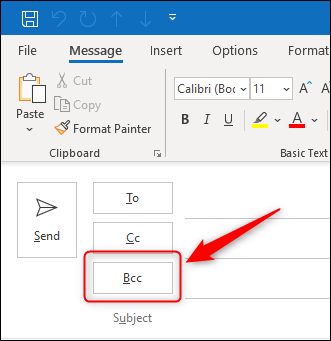 File Message Insert Options Fo
Cut
Copy
Paste
Format Painter
Calibri (Boc 11 A A
B I U A
Clipboard Basic Text
To
Send
Cc
Bcc
Subject